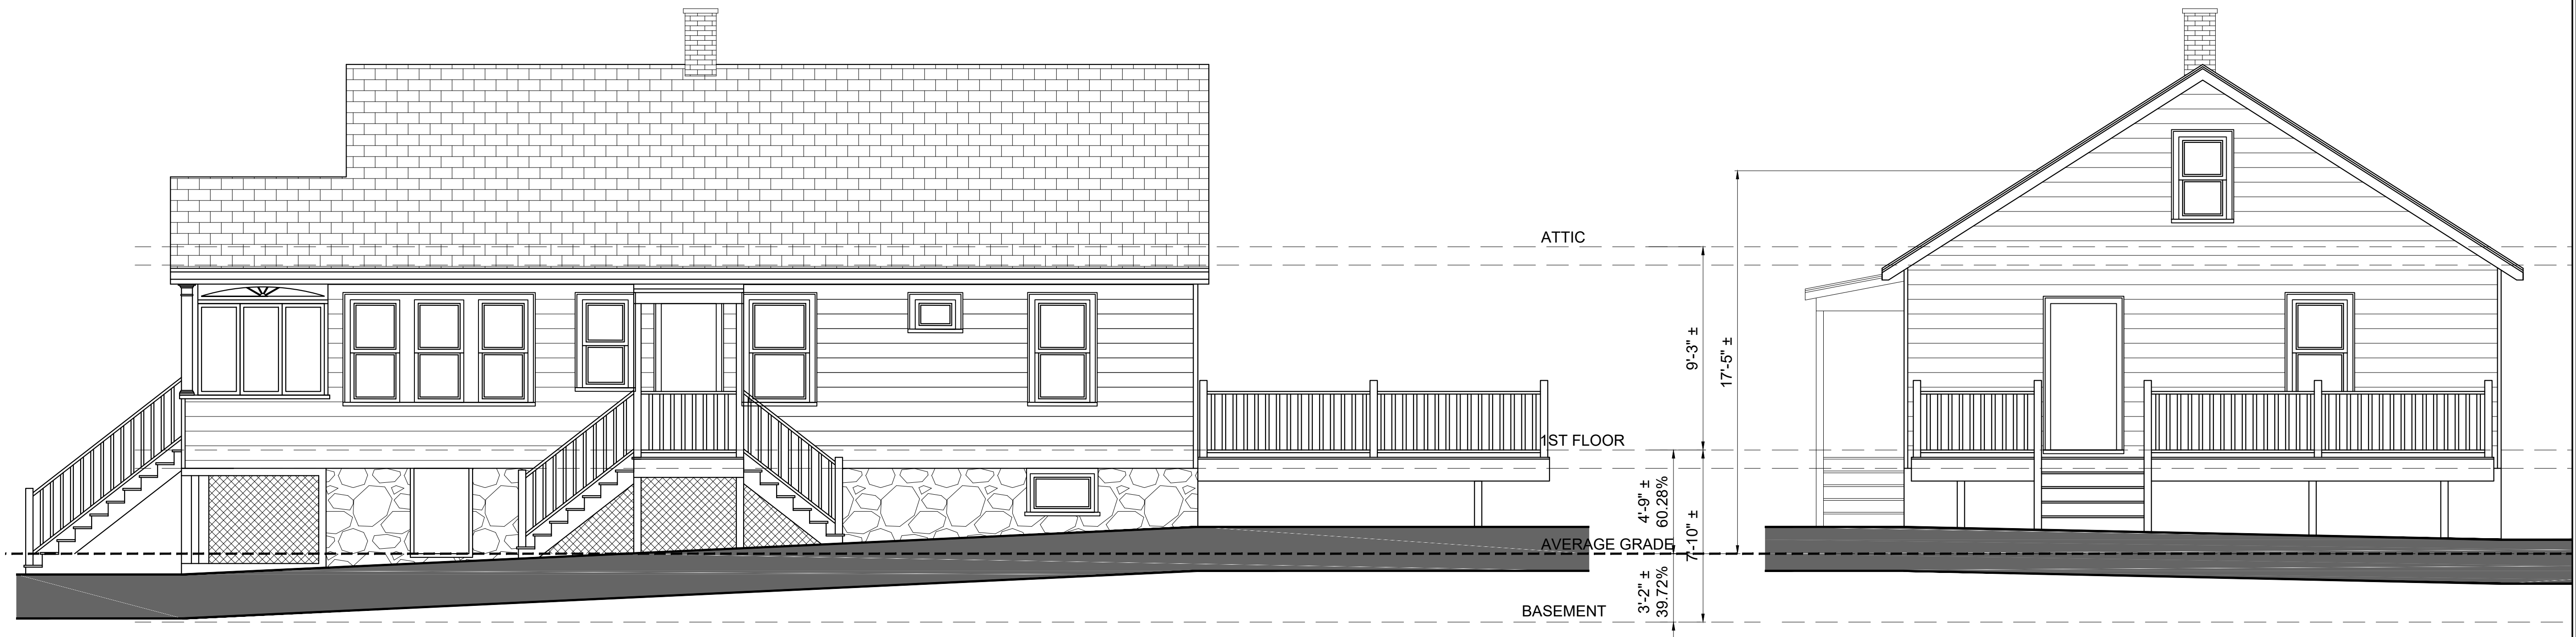 ATTIC
9'-3" ±
17'-5" ±
1ST FLOOR
4'-9" ±
60.28%
7'-10" ±
AVERAGE GRADE
3'-2" ±
39.72%
BASEMENT